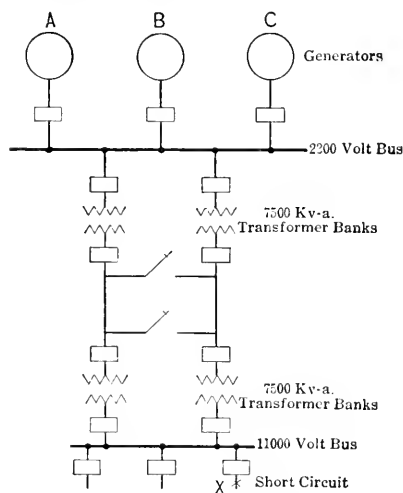 A
B
C
Generators
2300 Volt Bus
7500 Kv-a.
Transformer Banks
7500 Kv-a.
Transformer Banks
11000 Volt Bus
X Short Circuit